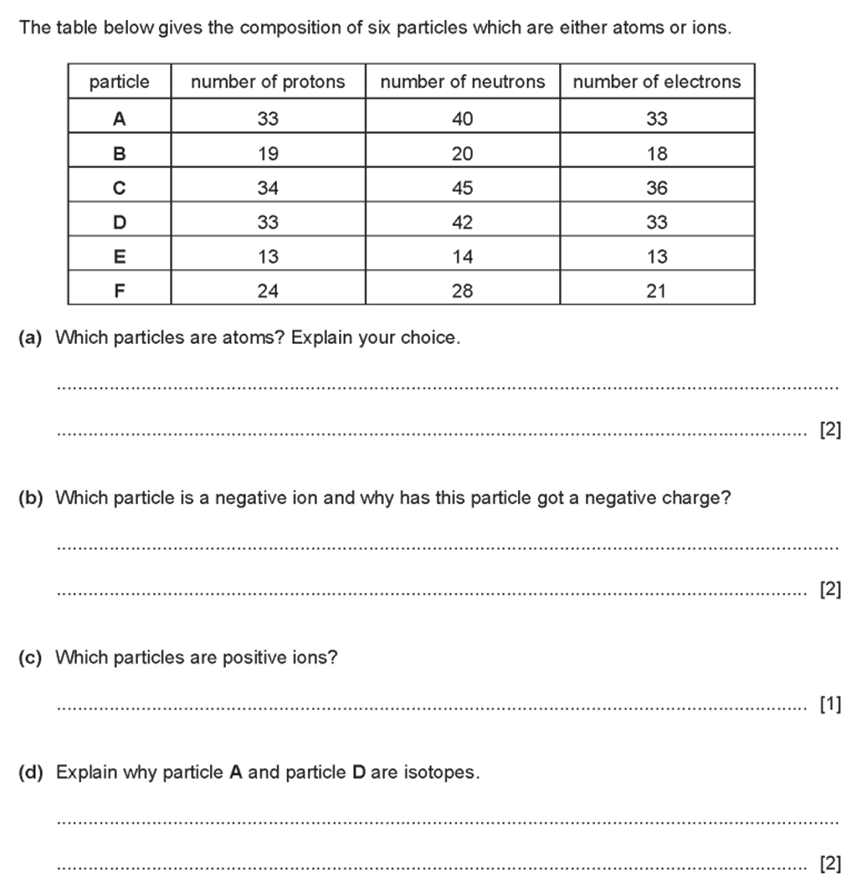 The table below gives the composition of six particles which are either atoms or ions.
particle number of protons number of neutrons number of electrons
A 33 40 33
B 19 20 18
C 34 45 36
D 33 42 33
E 13 14 13
F 24 28 21
(a) Which particles are atoms? Explain your choice.
..........................................................................................................................................
.................................................................................................................................... [2]
(b) Which particle is a negative ion and why has this particle got a negative charge?
..........................................................................................................................................
.................................................................................................................................... [2]
(c) Which particles are positive ions?
.................................................................................................................................... [1]
(d) Explain why particle A and particle D are isotopes.
..........................................................................................................................................
.................................................................................................................................... [2]